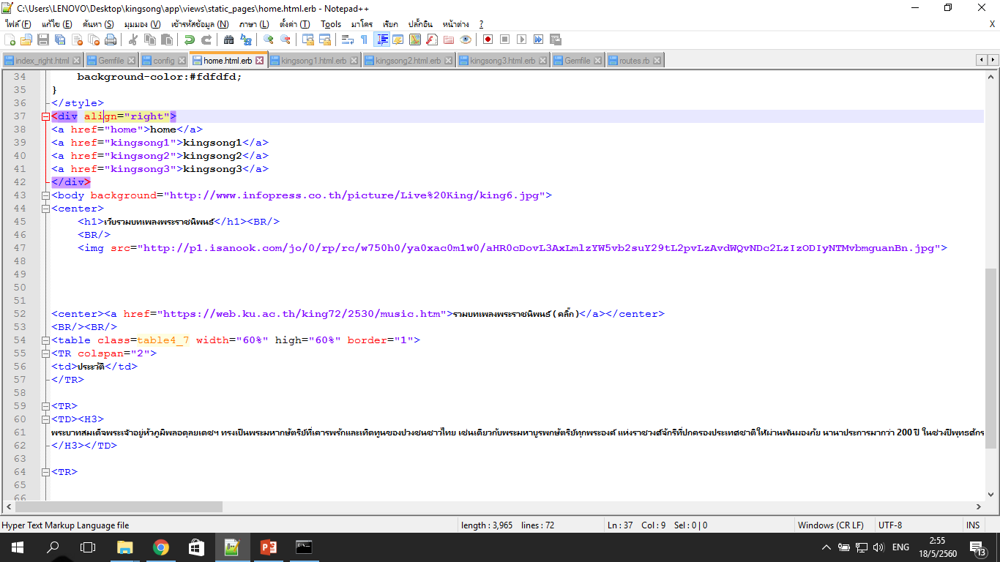 C:\Users\LENOVO\Desktop\kingsong\app\views\static_pages\home.html.erb - Notepad++
ไฟล์ (F) แก้ไข (E) ค้นหา (S) มุมมอง (V) เข้ารหัสข้อมูล (N) ภาษา (L) ตั้งค่า (T) Tools มาโคร เรียก ปลั๊กอิน หน้าต่าง ? X
index_right.html Gemfile config home.html.erb kingsong1.html.erb kingsong2.html.erb kingsong3.html.erb Gemfile routes.rb
34 background-color:#fdfdfd;
35 }
36 </style>
37 <div align="right">
38 <a href="home">home</a>
39 <a href="kingsong1">kingsong1</a>
40 <a href="kingsong2">kingsong2</a>
41 <a href="kingsong3">kingsong3</a>
42 </div>
43 <body background="http://www.infopress.co.th/picture/Live%20King/king6.jpg">
44 <center>
45 <h1>เว็บรวมบทเพลงพระราชนิพนธ์</h1><BR/>
46 <BR/>
47 <img src="http://p1.isanook.com/jo/0/rp/rc/w750h0/ya0xac0m1w0/aHR0cDovL3AxLmlzYW5vb2suY29tL2pvLzAvdWQvNDc2LzIzODIyNTMvbmguanBn.jpg">
48
49
50
51
52 <center><a href="https://web.ku.ac.th/king72/2530/music.htm">รวมบทเพลงพระราชนิพนธ์(คลิ๊ก)</a></center>
53 <BR/><BR/>
54 <table class=table4_7 width="60%" high="60%" border="1">
55 <TR colspan="2">
56 <td>ประะวัติ</td>
57 </TR>
58
59 <TR>
60 <TD><H3>
61 พระบาทสมเด็จพระเจ้าอยู่หัวภูมิพลอดุลยเดชฯ ทรงเป็นพระมหากษัตริย์ที่เคารพรักและเทิดทูนของปวงชนชาวไทย เช่นเดียวกับพระมหาบูรพกษัตริย์ทุกพระองค์ แห่งราชวงศ์จักรีที่ปกครองประเทศชาติให้ผ่านพ้นผองภัย นานาประการมากว่า 200 ปี ในช่วงปีพุทธศักร
62 </H3></TD>
63
64 <TR>
65
66
Hyper Text Markup Language file length : 3,965 lines : 72 Ln : 37 Col : 9 Sel : 0 | 0 Windows (CR LF) UTF-8 INS
ENG 2:55
18/5/2560
13